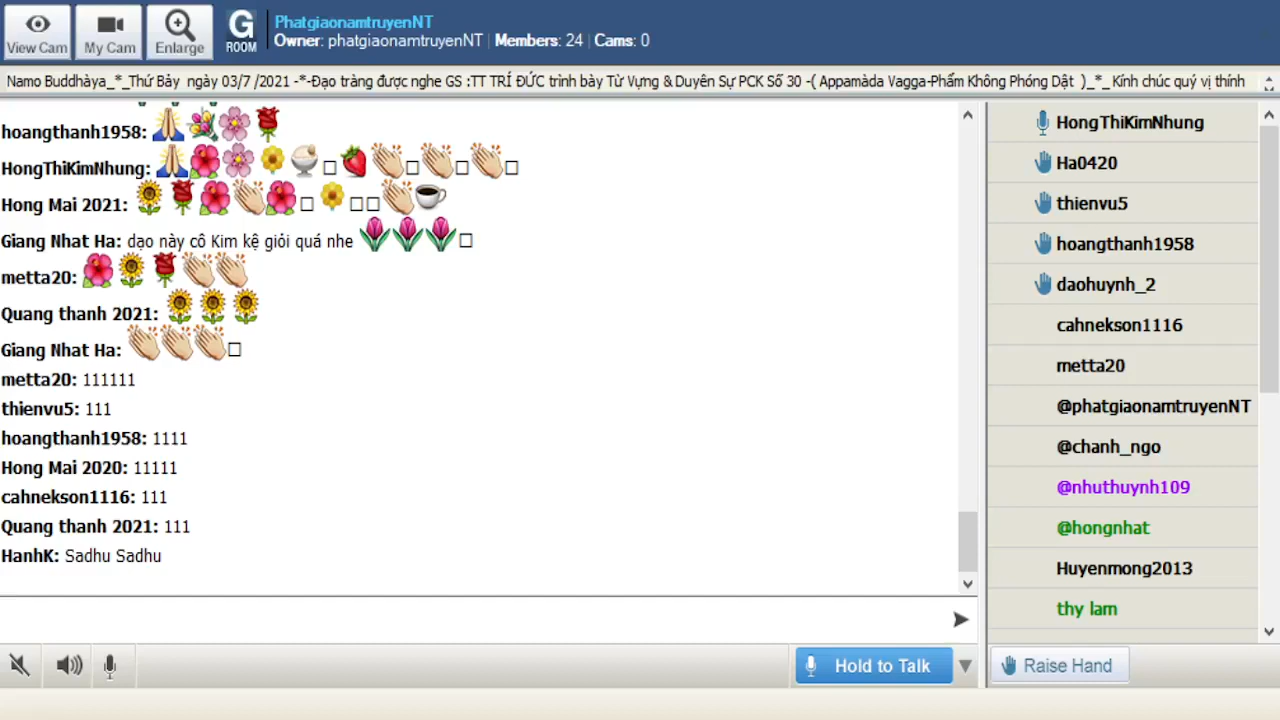 View Cam
My Cam
Enlarge
G
ROOM
PhatgiaonamtruyenNT
Owner: phatgiaonamtruyenNT | Members: 24 | Cams: 0
Namo Buddhàya_*_Thứ Bảy ngày 03/7 /2021 -*-Đạo tràng được nghe GS :TT TRÍ ĐỨC trình bày Từ Vựng & Duyên Sự PCK Số 30 -( Appamàda Vagga-Phẩm Không Phóng Dật )_*_ Kính chúc quý vị thính
hoangthanh1958:
HongThiKimNhung:
Hong Mai 2021:
Giang Nhat Ha: dạo này cô Kim kệ giỏi quá nhe
metta20:
Quang thanh 2021:
Giang Nhat Ha:
metta20: 111111
thienvu5: 111
hoangthanh1958: 1111
Hong Mai 2020: 11111
cahnekson1116: 111
Quang thanh 2021: 111
HanhK: Sadhu Sadhu
Hold to Talk
HongThiKimNhung
Ha0420
thienvu5
hoangthanh1958
daohuynh_2
cahnekson1116
metta20
@phatgiaonamtruyenNT
@chanh_ngo
@nhuthuynh109
@hongnhat
Huyenmong2013
thy lam
Raise Hand